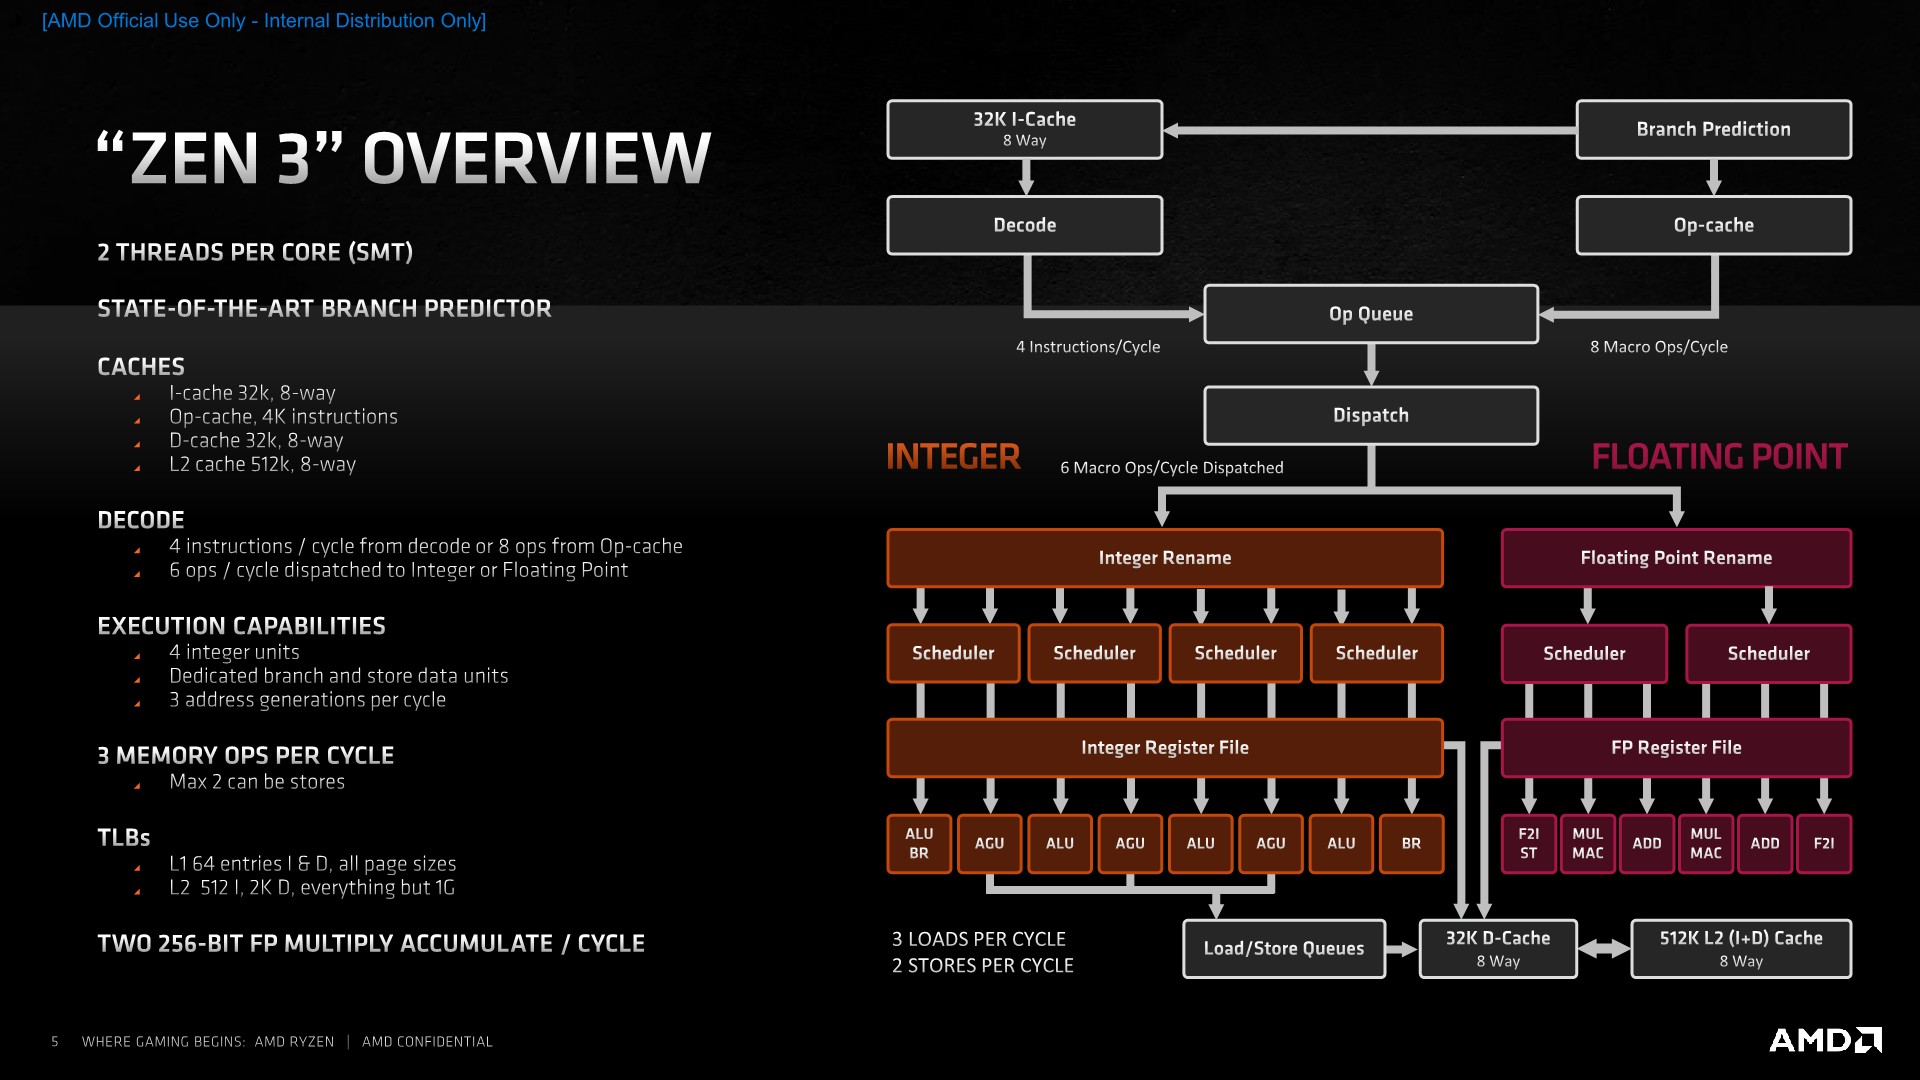 [AMD Official Use Only - Internal Distribution Only]
“ZEN 3” OVERVIEW
2 THREADS PER CORE (SMT)
STATE-OF-THE-ART BRANCH PREDICTOR
CACHES
I-cache 32k, 8-way
Op-cache, 4K instructions
D-cache 32k, 8-way
L2 cache 512k, 8-way
DECODE
4 instructions / cycle from decode or 8 ops from Op-cache
6 ops / cycle dispatched to Integer or Floating Point
EXECUTION CAPABILITIES
4 integer units
Dedicated branch and store data units
3 address generations per cycle
3 MEMORY OPS PER CYCLE
Max 2 can be stores
TLBs
L1 64 entries I & D, all page sizes
L2  512 I, 2K D, everything but 1G
TWO 256-BIT FP MULTIPLY ACCUMULATE / CYCLE
32K I-Cache
8 Way
Branch Prediction
Decode
Op-cache
Op Queue
4 Instructions/Cycle
8 Macro Ops/Cycle
Dispatch
INTEGER
6 Macro Ops/Cycle Dispatched
FLOATING POINT
Integer Rename
Floating Point Rename
Scheduler
Scheduler
Scheduler
Scheduler
Scheduler
Scheduler
Integer Register File
FP Register File
ALU
BR
AGU
ALU
AGU
ALU
AGU
ALU
BR
F2I
ST
MUL
MAC
ADD
MUL
MAC
ADD
F2I
3 LOADS PER CYCLE
2 STORES PER CYCLE
Load/Store Queues
32K D-Cache
8 Way
512K L2 (I+D) Cache
8 Way
5 WHERE GAMING BEGINS: AMD RYZEN | AMD CONFIDENTIAL
AMD